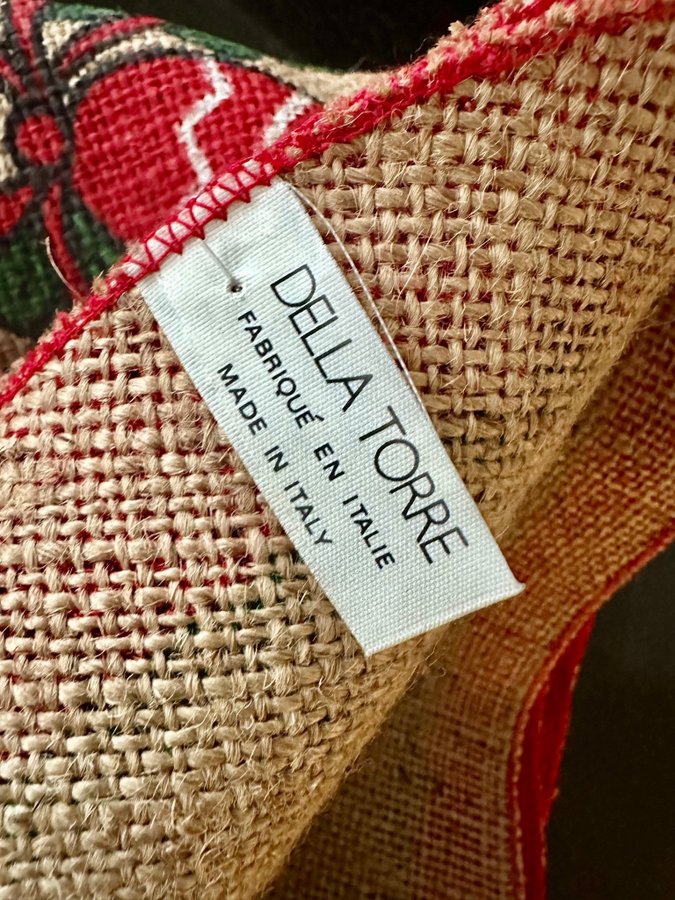 DELLA TORRE
FABRIQUÉ EN ITALIE
MADE IN ITALY